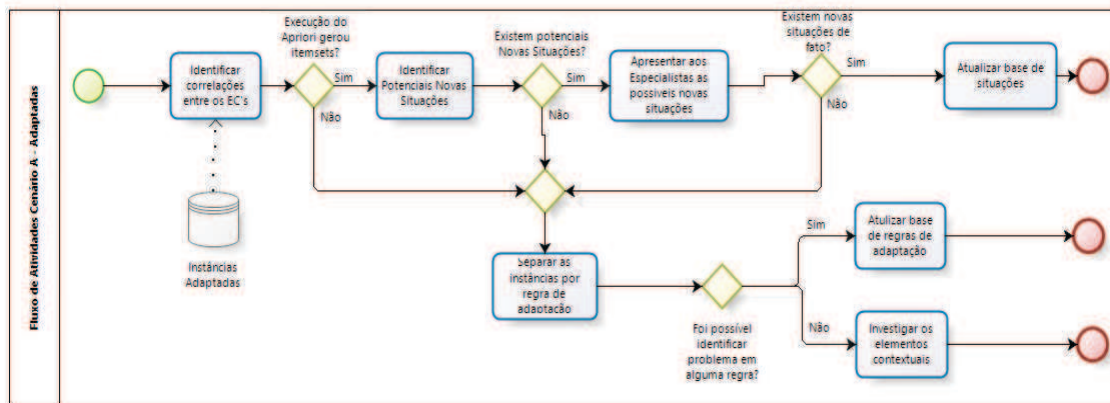 Fluxo de Atividades Cenário A - Adaptadas
Identificar
correlações
entre os EC's
Instâncias
Adaptadas
Execução do
Apriori gerou
itemsets?
Sim
Não
Identificar
Potenciais Novas
Situações
Existem potenciais
Novas Situações?
Sim
Não
Apresentar aos
Especialistas as
possíveis novas
situações
Existem novas
situações de
fato?
Sim
Não
Atualizar base de
situações
Separar as
instâncias por
regra de
adaptação
Foi possível
identificar
problema em
alguma regra?
Sim
Não
Atulizar base
de regras de
adaptação
Investigar os
elementos
contextuais